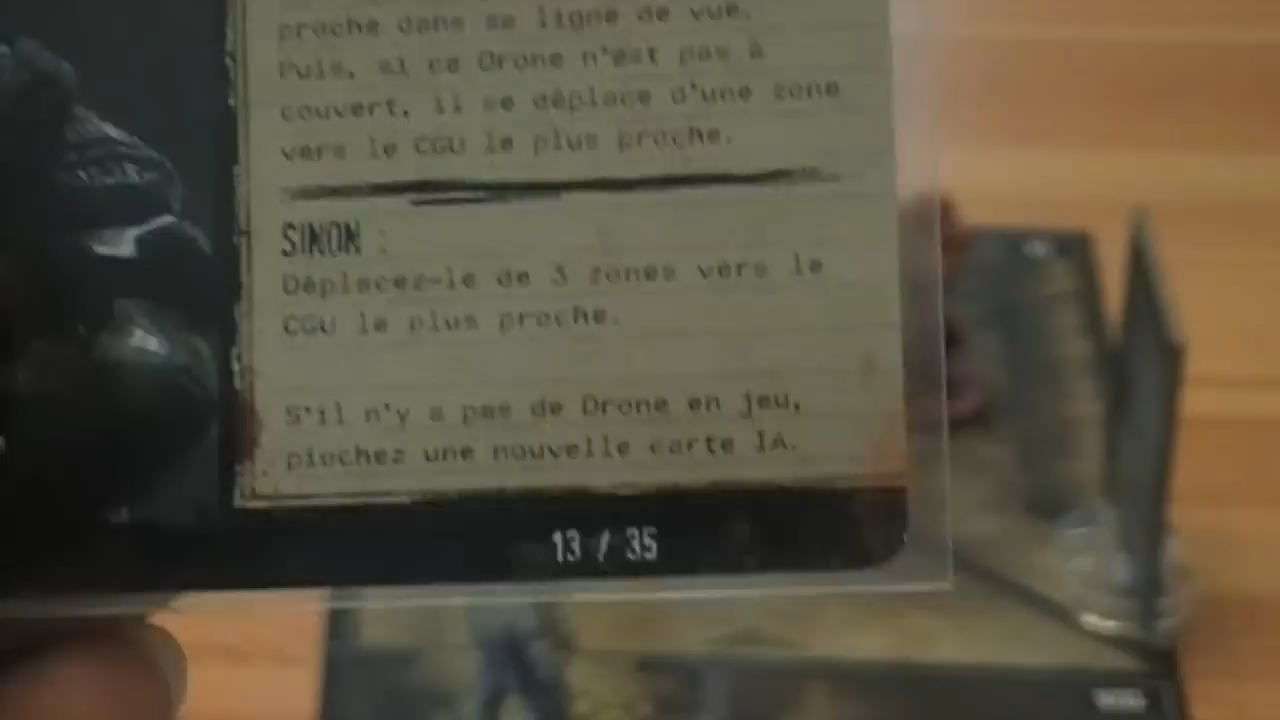 proche dans sa ligne de vue.
Puis, si ce Drone n'est pas à
couvert, il se déplace d'une zone
vers le CGU le plus proche.
SINON :
Déplacez-le de 3 zones vers le
CGU le plus proche.
S'il n'y a pas de Drone en jeu,
piochez une nouvelle carte IA.
13 / 35